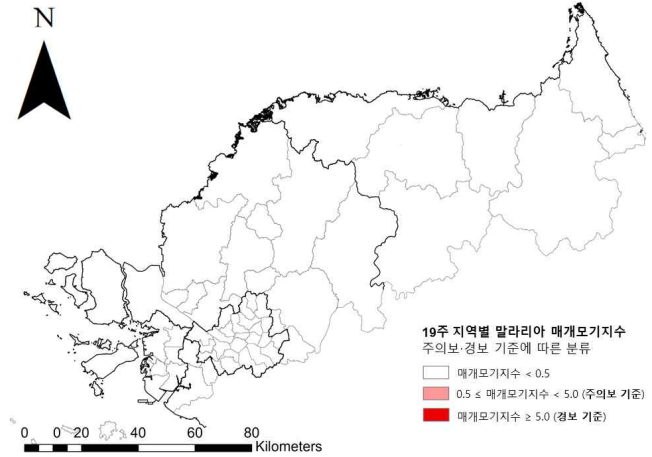 N
19주 지역별 말라리아 매개모기지수
주의보·경보 기준에 따른 분류
매개모기지수 < 0.5
0.5 ≤ 매개모기지수 < 5.0 (주의보 기준)
매개모기지수 ≥ 5.0 (경보 기준)
0 10 20 40 60 80
Kilometers